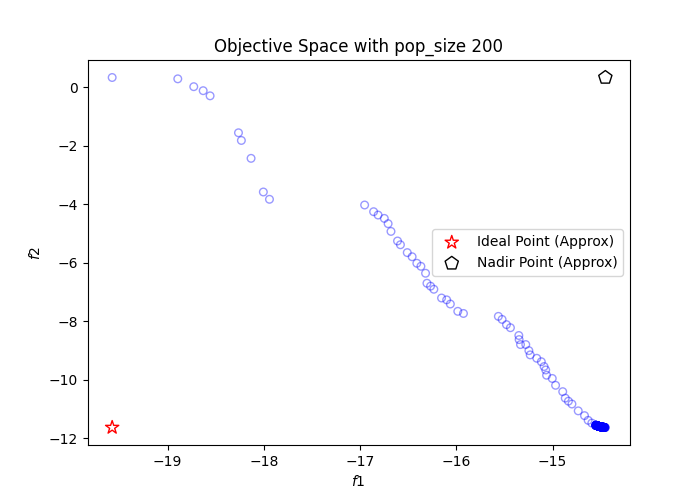 Objective Space with pop_size 200
0
−2
−4
−6
−8
−10
−12
f2
Ideal Point (Approx)
Nadir Point (Approx)
−19
−18
−17
−16
−15
f1